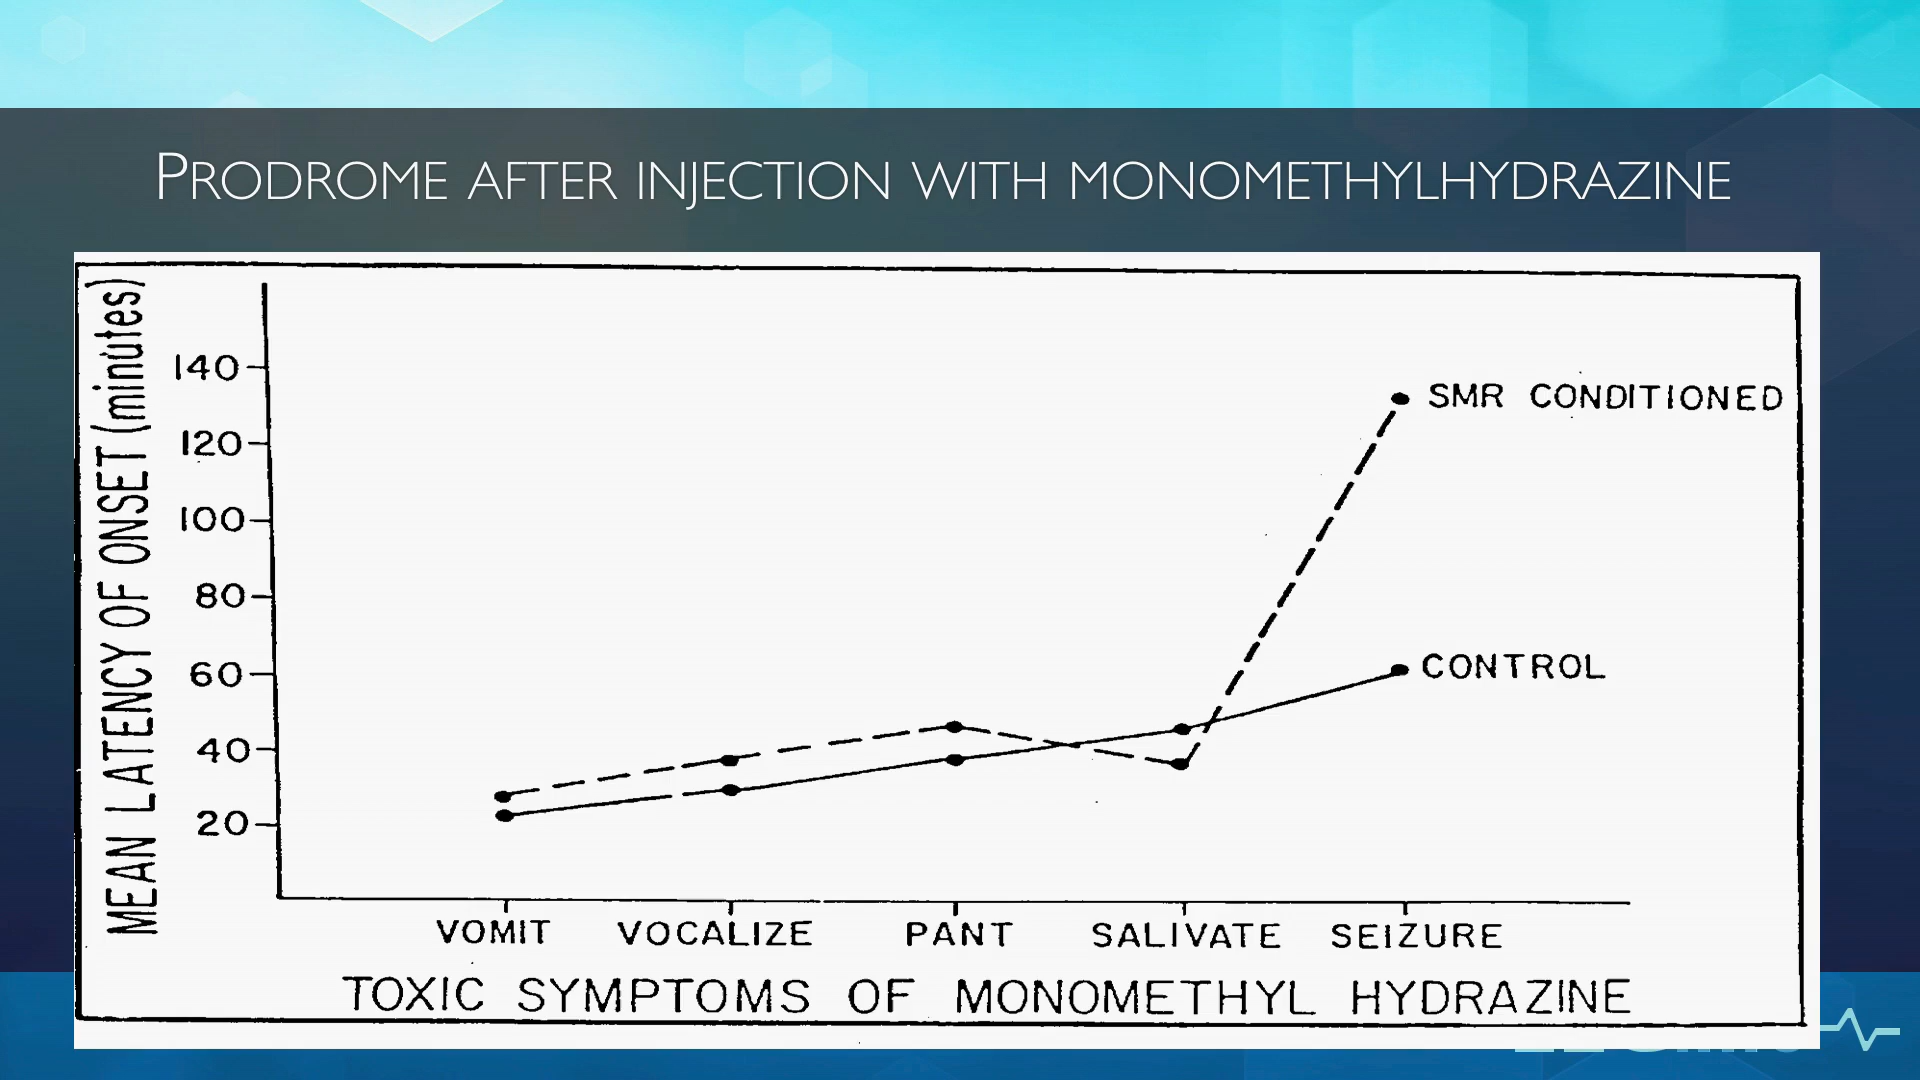 PRODROME AFTER INJECTION WITH MONOMETHYLHYDRAZINE
MEAN LATENCY OF ONSET (minutes)
140
120
100
80
60
40
20
SMR CONDITIONED
CONTROL
VOMIT VOCALIZE PANT SALIVATE SEIZURE
TOXIC SYMPTOMS OF MONOMETHYL HYDRAZINE